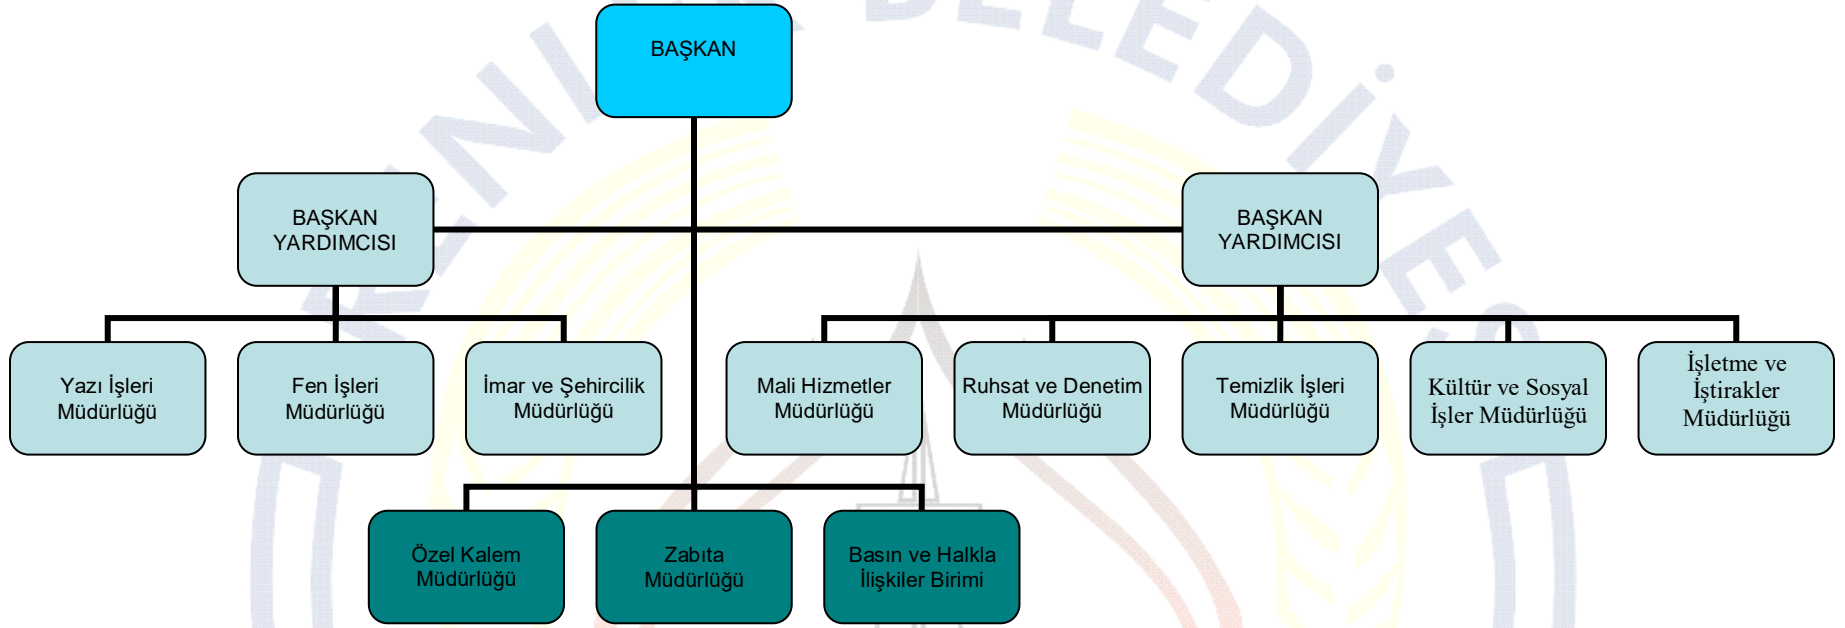 BAŞKAN
BAŞKAN
YARDIMCISI
BAŞKAN
YARDIMCISI
Yazı İşleri
Müdürlüğü
Fen İşleri
Müdürlüğü
İmar ve Şehircilik
Müdürlüğü
Mali Hizmetler
Müdürlüğü
Ruhsat ve Denetim
Müdürlüğü
Temizlik İşleri
Müdürlüğü
Kültür ve Sosyal
İşler Müdürlüğü
İşletme ve
İştirakler
Müdürlüğü
Özel Kalem
Müdürlüğü
Zabıta
Müdürlüğü
Basın ve Halkla
İlişkiler Birimi